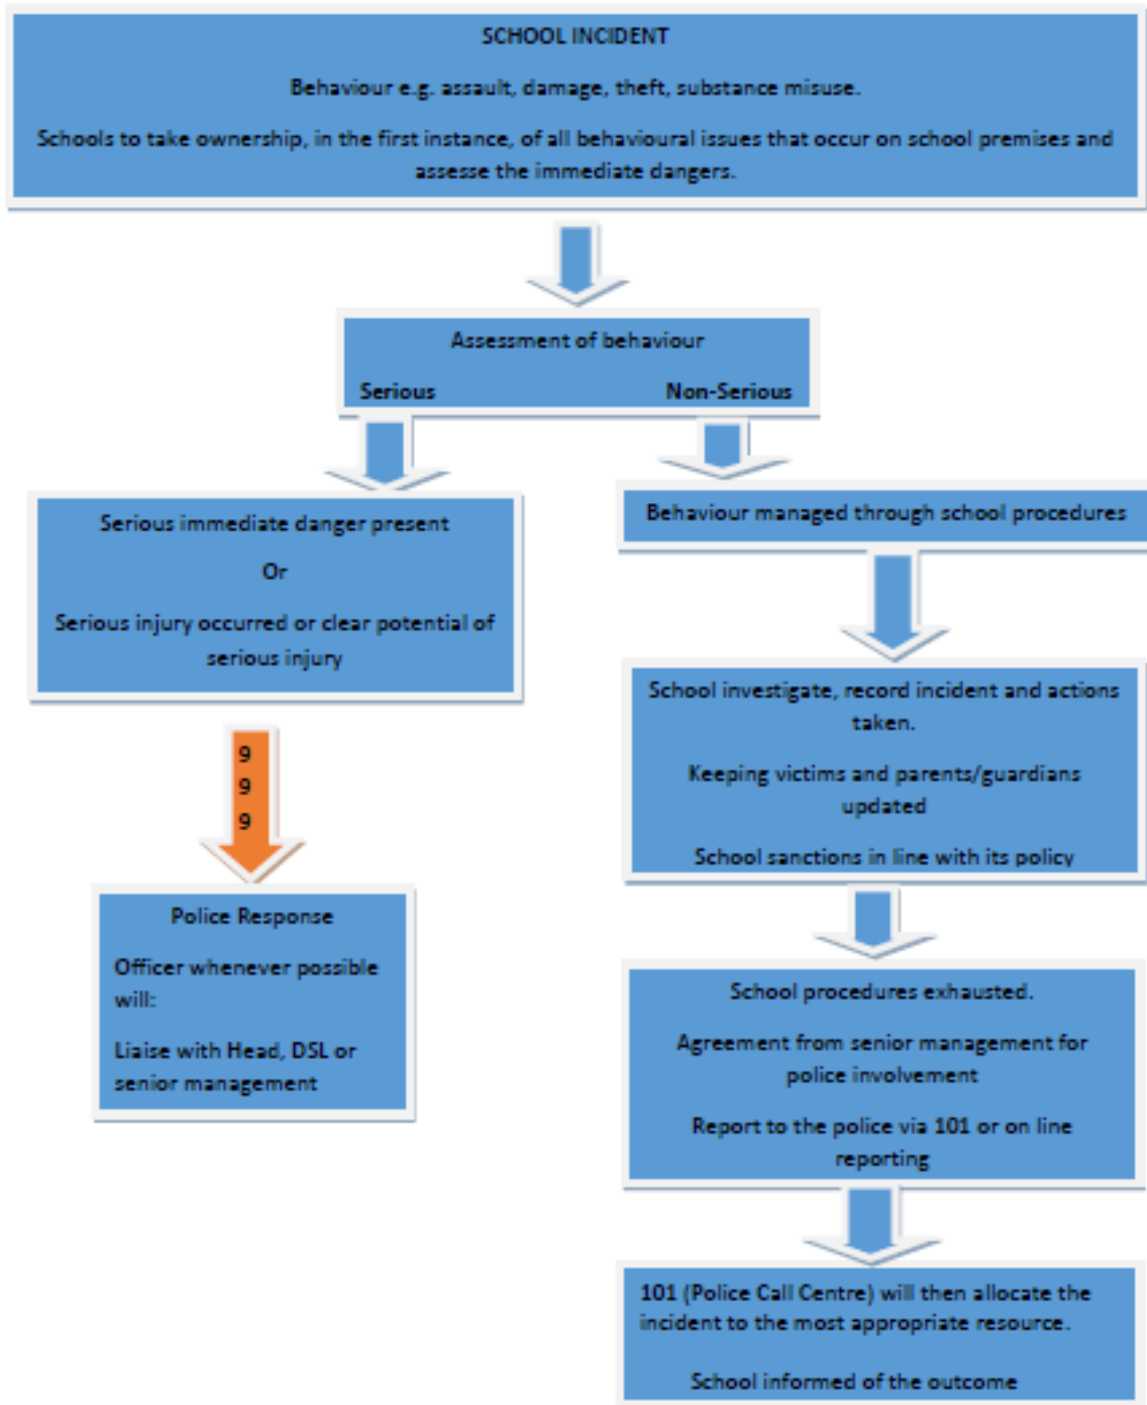 SCHOOL INCIDENT
Behaviour e.g. assault, damage, theft, substance misuse.
Schools to take ownership, in the first instance, of all behavioural issues that occur on school premises and
assesse the immediate dangers.
Assessment of behaviour
Serious Non-Serious
Serious immediate danger present
Or
Serious injury occurred or clear potential of
serious injury
9
9
9
Police Response
Officer whenever possible
will:
Liaise with Head, DSL or
senior management
Behaviour managed through school procedures
School investigate, record incident and actions
taken.
Keeping victims and parents/guardians
updated
School sanctions in line with its policy
School procedures exhausted.
Agreement from senior management for
police involvement
Report to the police via 101 or on line
reporting
101 (Police Call Centre) will then allocate the
incident to the most appropriate resource.
School informed of the outcome